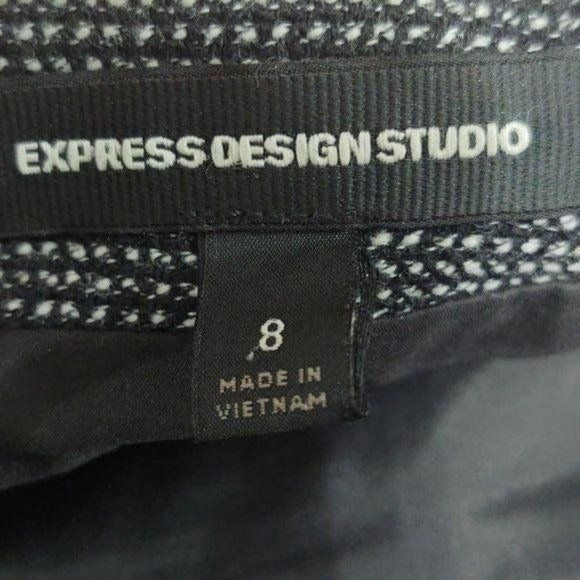 EXPRESS DESIGN STUDIO
8
MADE IN
VIETNAM